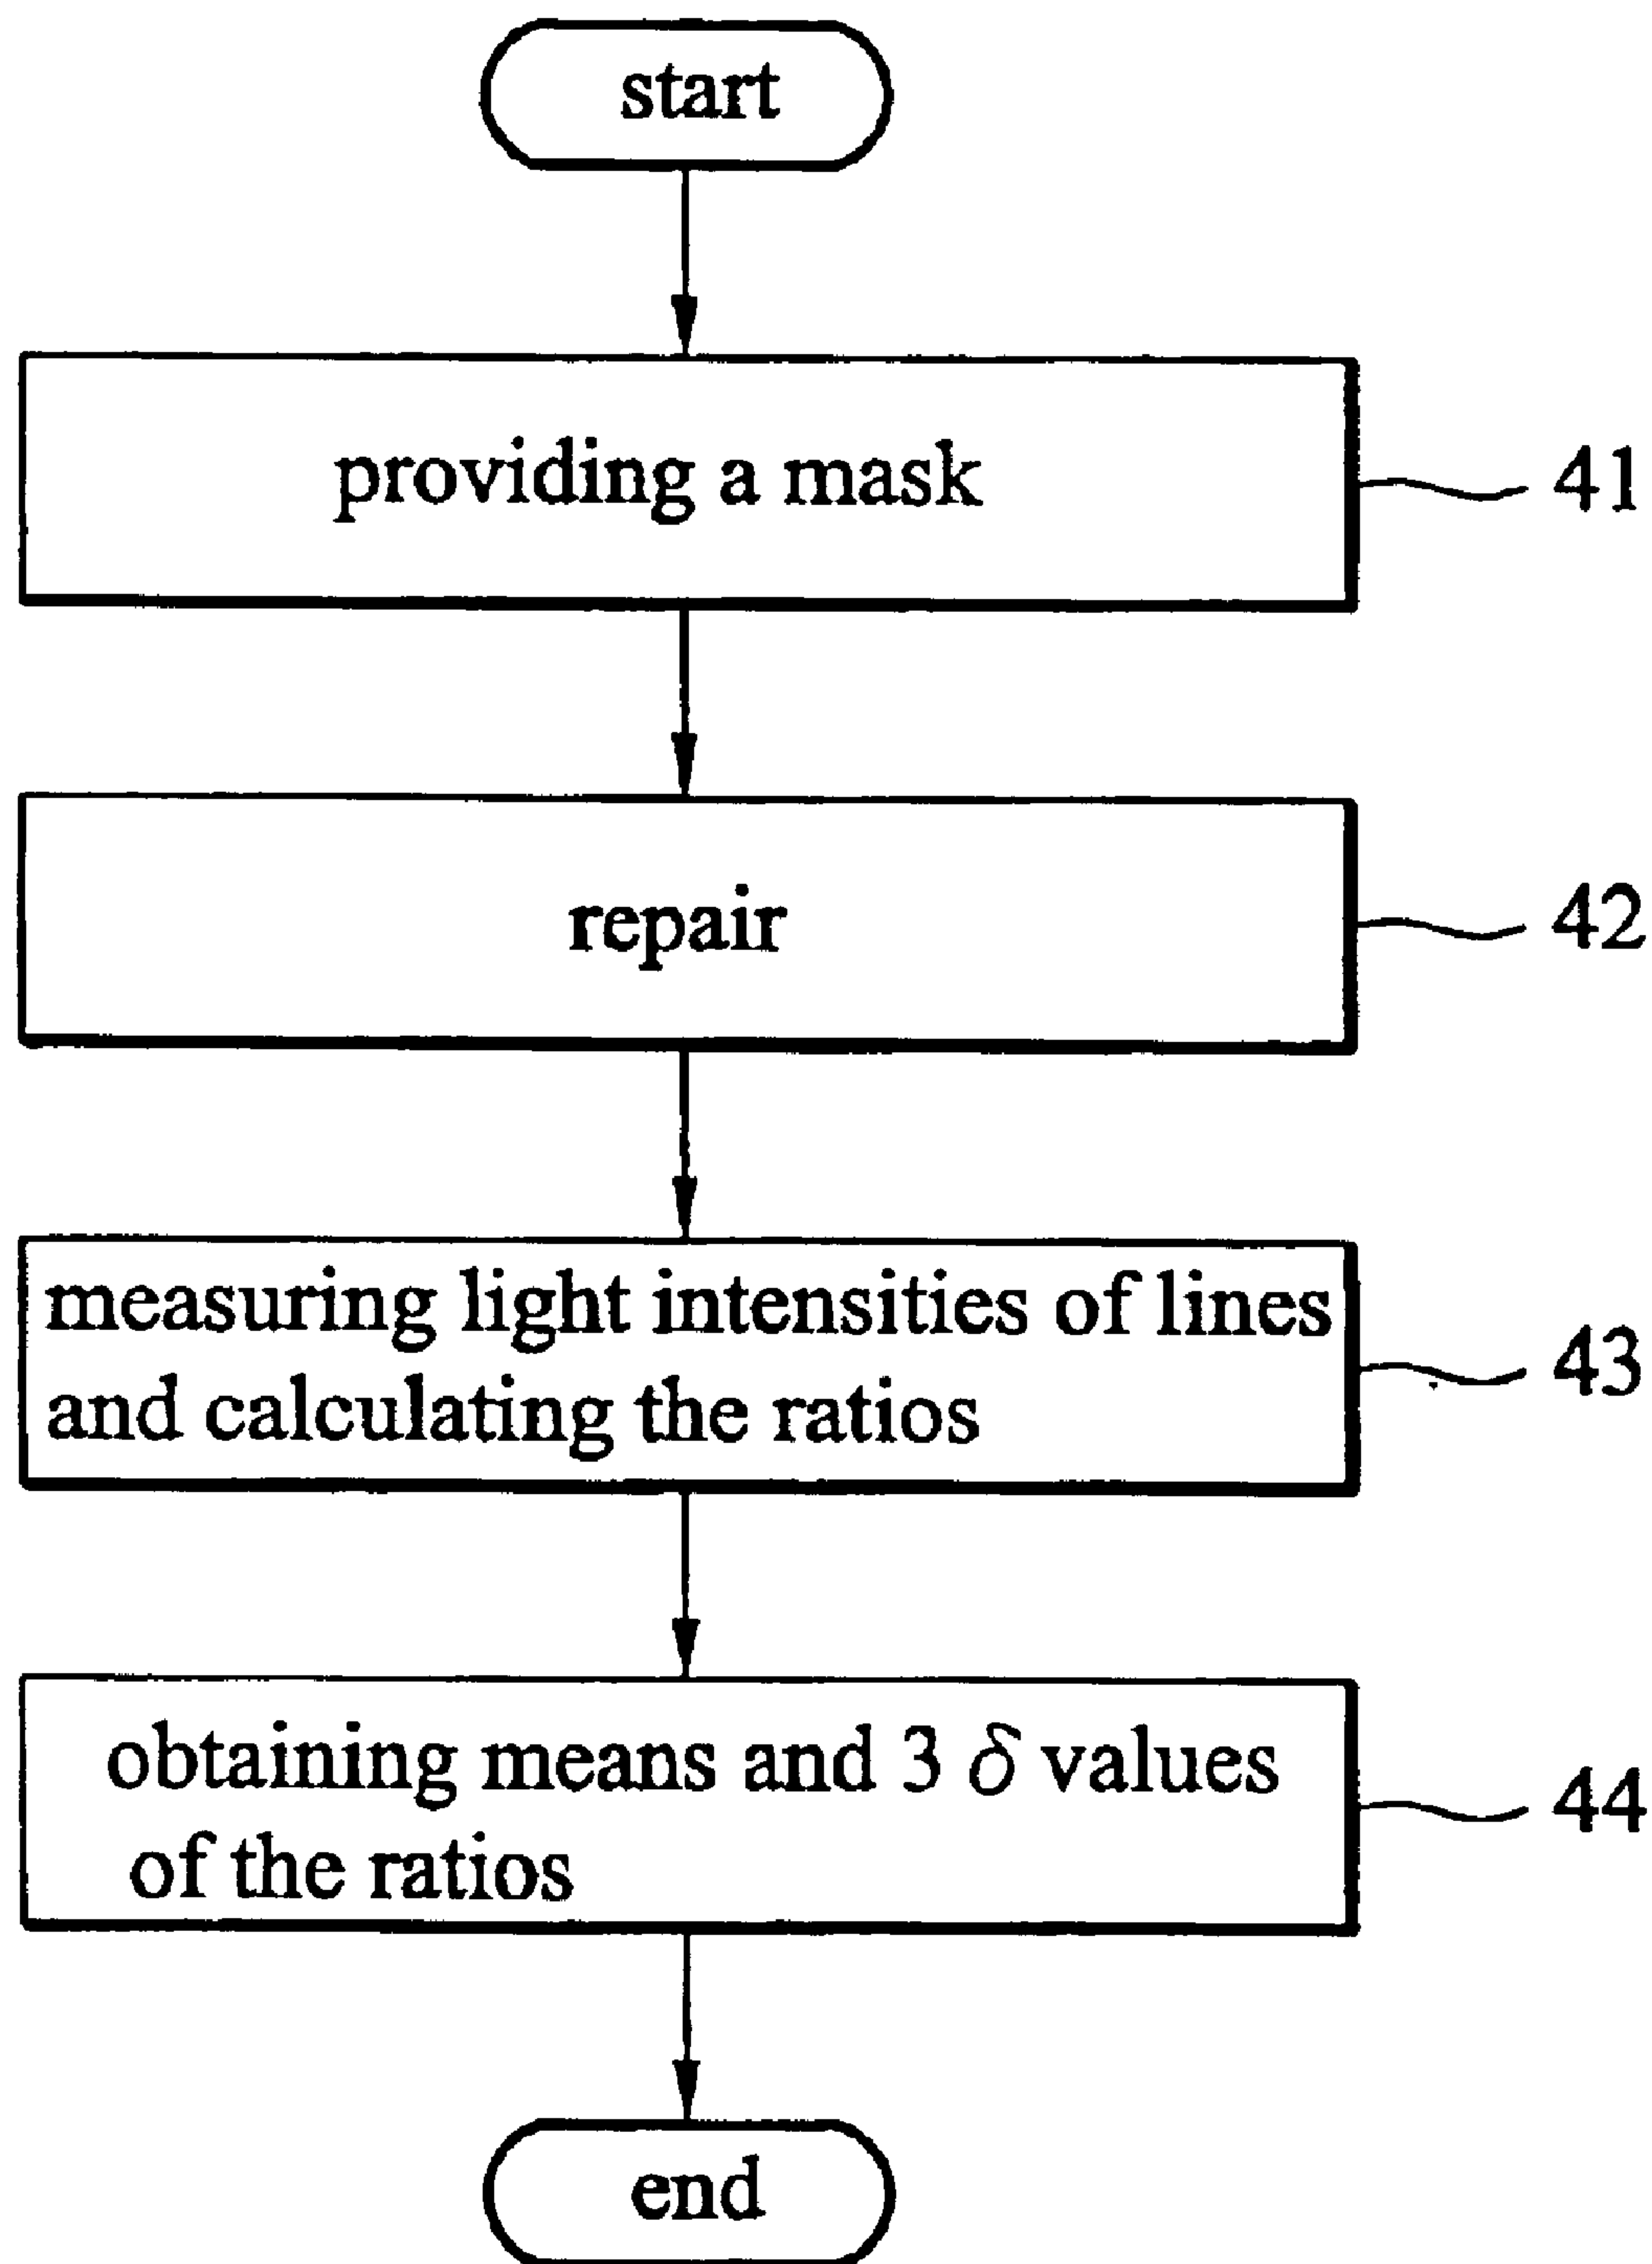 start
providing a mask
41
repair
42
measuring light intensities of lines
and calculating the ratios
43
obtaining means and 3 δ values
of the ratios
44
end